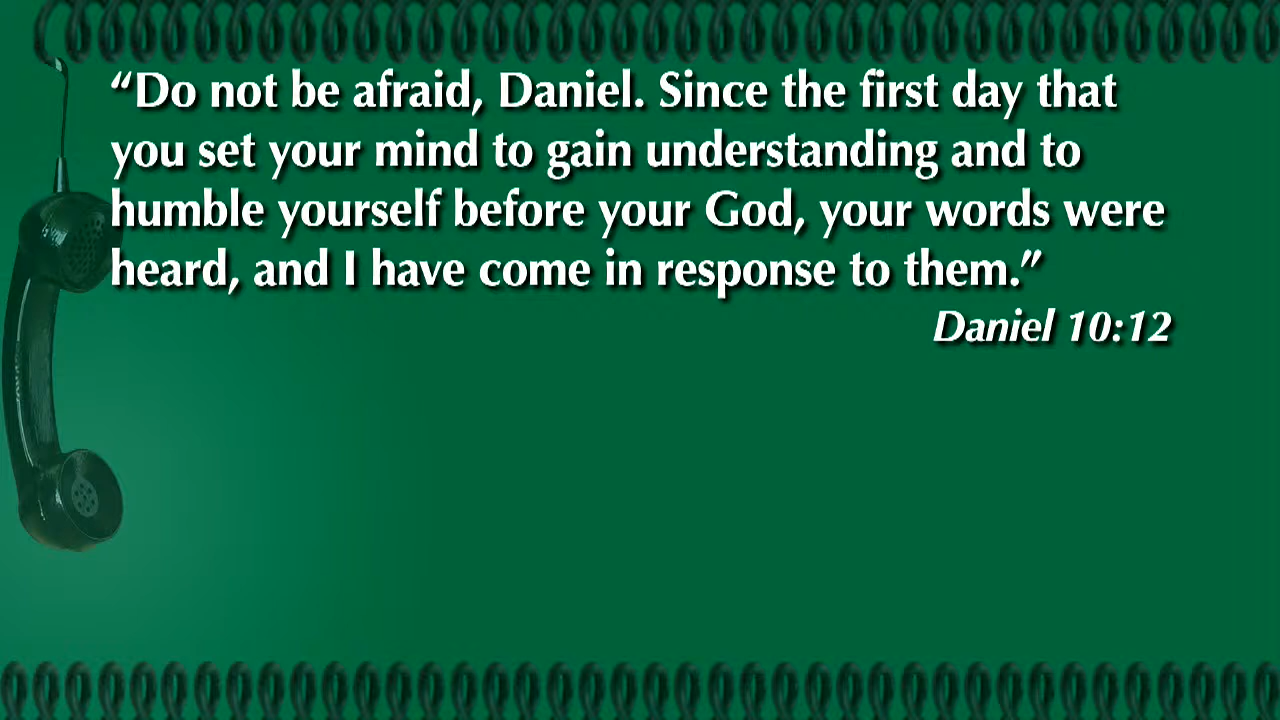 “Do not be afraid, Daniel. Since the first day that
you set your mind to gain understanding and to
humble yourself before your God, your words were
heard, and I have come in response to them.”
Daniel 10:12